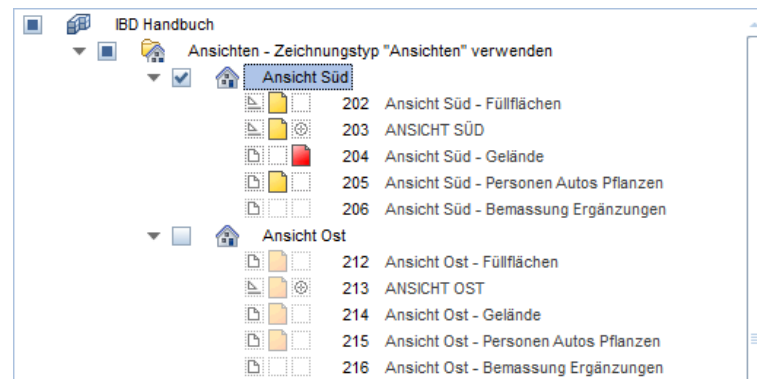 IBD Handbuch
Ansichten - Zeichnungstyp "Ansichten" verwenden
Ansicht Süd
202 Ansicht Süd - Füllflächen
203 ANSICHT SÜD
204 Ansicht Süd - Gelände
205 Ansicht Süd - Personen Autos Pflanzen
206 Ansicht Süd - Bemassung Ergänzungen
Ansicht Ost
212 Ansicht Ost - Füllflächen
213 ANSICHT OST
214 Ansicht Ost - Gelände
215 Ansicht Ost - Personen Autos Pflanzen
216 Ansicht Ost - Bemassung Ergänzungen